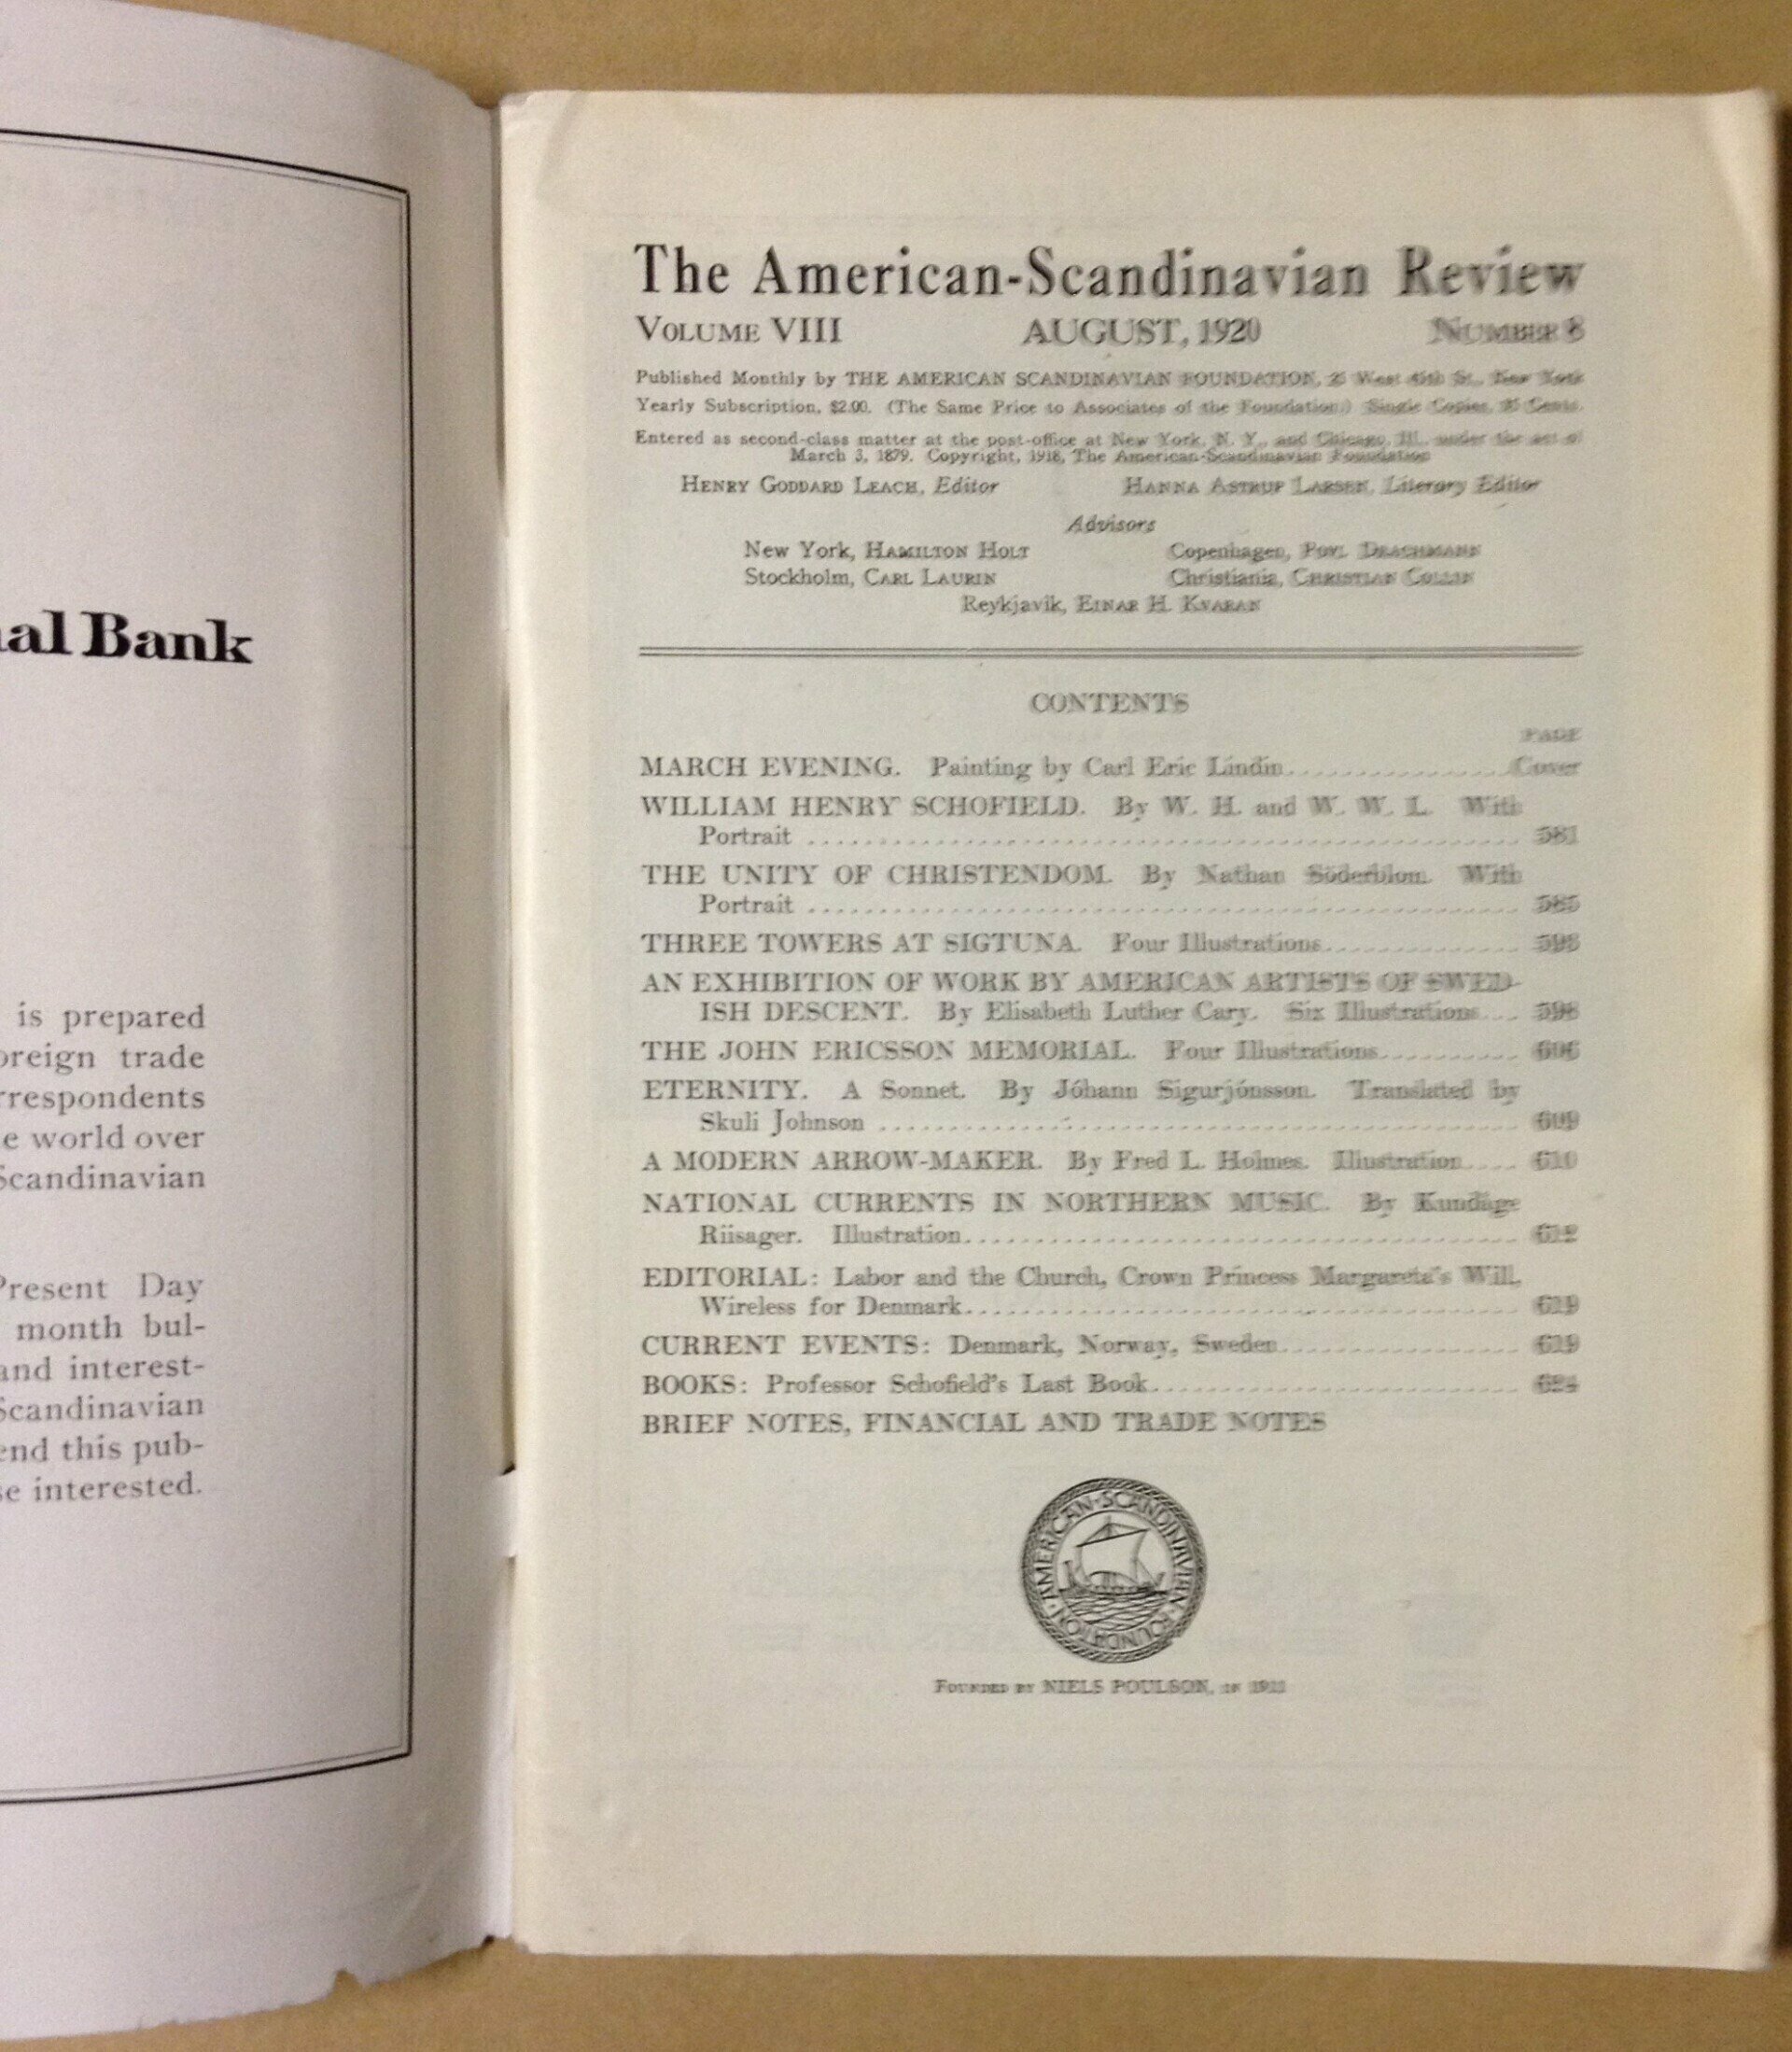 al Bank
is prepared
oreign trade
rrespondents
e world over
Scandinavian
Present Day
month bul-
and interest-
Scandinavian
end this pub-
se interested.
The American-Scandinavian Review
VOLUME VIII AUGUST, 1920 NUMBER 8
Published Monthly by THE AMERICAN SCANDINAVIAN FOUNDATION, West 45th St., New York
Yearly Subscription, $2.00. (The Same Price to Associates of the Foundation.) Single Copies, Cents.
Entered as second-class matter at the post-office at New York, N. Y., and Chicago, Ill., under the act of
March 3, 1879. Copyright, 1918, The American-Scandinavian Foundation
HENRY GODDARD LEACH, Editor HANNA ASTRUP LARSEN, Literary Editor
Advisors
New York, HAMILTON HOLT Copenhagen, POVL DRACHMANN
Stockholm, CARL LAURIN Christiania, CHRISTIAN COLLIN
Reykjavik, EINAR H. KVARAN
CONTENTS
PAGE
MARCH EVENING. Painting by Carl Eric Lindin Cover
WILLIAM HENRY SCHOFIELD. By W. H. and W. W. L. With
Portrait 581
THE UNITY OF CHRISTENDOM. By Nathan Söderblom. With
Portrait 585
THREE TOWERS AT SIGTUNA. Four Illustrations
AN EXHIBITION OF WORK BY AMERICAN ARTISTS OF SWED-
ISH DESCENT. By Elisabeth Luther Cary. Six Illustrations
THE JOHN ERICSSON MEMORIAL. Four Illustrations
ETERNITY. A Sonnet. By Jóhann Sigurjónsson. Translated by
Skuli Johnson 609
A MODERN ARROW-MAKER. By Fred L. Holmes. Illustration 610
NATIONAL CURRENTS IN NORTHERN MUSIC. By Kundåge
Riisager. Illustration 612
EDITORIAL: Labor and the Church, Crown Princess Margareta's Will,
Wireless for Denmark
CURRENT EVENTS: Denmark, Norway, Sweden 619
BOOKS: Professor Schofield's Last Book 624
BRIEF NOTES, FINANCIAL AND TRADE NOTES
AMERICAN-SCANDINAVIAN FOUNDATION
FOUNDED BY NIELS POULSON, IN 1911